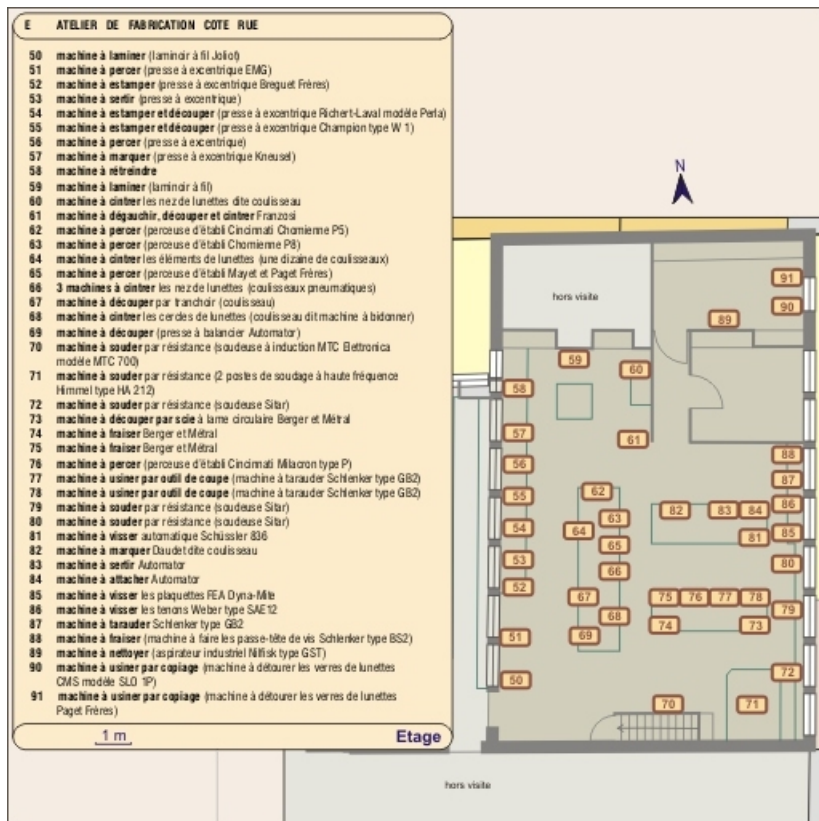 E ATELIER DE FABRICATION COTE RUE
50 machine à laminer (laminoir à fil Joliot)
51 machine à percer (presse à excentrique EMG)
52 machine à estamper (presse à excentrique Breguet Frères)
53 machine à sertir (presse à excentrique)
54 machine à estamper et découper (presse à excentrique Richert-Laval modèle Perla)
55 machine à estamper et découper (presse à excentrique Champion type W 1)
56 machine à percer (presse à excentrique)
57 machine à marquer (presse à excentrique Kneusel)
58 machine à rétreindre
59 machine à laminer (laminoir à fil)
60 machine à cintrer les nez de lunettes dite coulisseau
61 machine à dégauchir, découper et cintrer Franzosi
62 machine à percer (perceuse d'établi Cincinnati Chomienne P5)
63 machine à percer (perceuse d'établi Chomienne P8)
64 machine à cintrer les éléments de lunettes (une dizaine de coulisseaux)
65 machine à percer (perceuse d'établi Mayet et Paget Frères)
66 3 machines à cintrer les nez de lunettes (coulisseaux pneumatiques)
67 machine à découper par tranchoir (coulisseau)
68 machine à cintrer les cercles de lunettes (coulisseau dit machine à bidonner)
69 machine à découper (presse à balancier Automator)
70 machine à souder par résistance (soudeuse à induction MTC Elettronica
modèle MTC 700)
71 machine à souder par résistance (2 postes de soudage à haute fréquence
Himmel type HA 212)
72 machine à souder par résistance (soudeuse Sitar)
73 machine à découper par scie à lame circulaire Berger et Métral
74 machine à fraiser Berger et Métral
75 machine à fraiser Berger et Métral
76 machine à percer (perceuse d'établi Cincinnati Milacron type P)
77 machine à usiner par outil de coupe (machine à tarauder Schlenker type GB2)
78 machine à usiner par outil de coupe (machine à tarauder Schlenker type GB2)
79 machine à souder par résistance (soudeuse Sitar)
80 machine à souder par résistance (soudeuse Sitar)
81 machine à visser automatique Schüssler 836
82 machine à marquer Daudet dite coulisseau
83 machine à sertir Automator
84 machine à attacher Automator
85 machine à visser les plaquettes FEA Dyna-Mite
86 machine à visser les tenons Weber type SAE12
87 machine à tarauder Schlenker type GB2
88 machine à fraiser (machine à faire les passe-tête de vis Schlenker type BS2)
89 machine à nettoyer (aspirateur industriel Nilfisk type GST)
90 machine à usiner par copiage (machine à détourer les verres de lunettes
CMS modèle SLO 1P)
91 machine à usiner par copiage (machine à détourer les verres de lunettes
Paget Frères)
1 m Etage
N
hors visite
91
90
89
59
60
58
57
61
88
56
62
87
55
63
82 83 84 86
54
64
81 85
65
53
66
80
52
67
75 76 77 78
79
68
74 73
51
69
72
50
70 71
hors visite